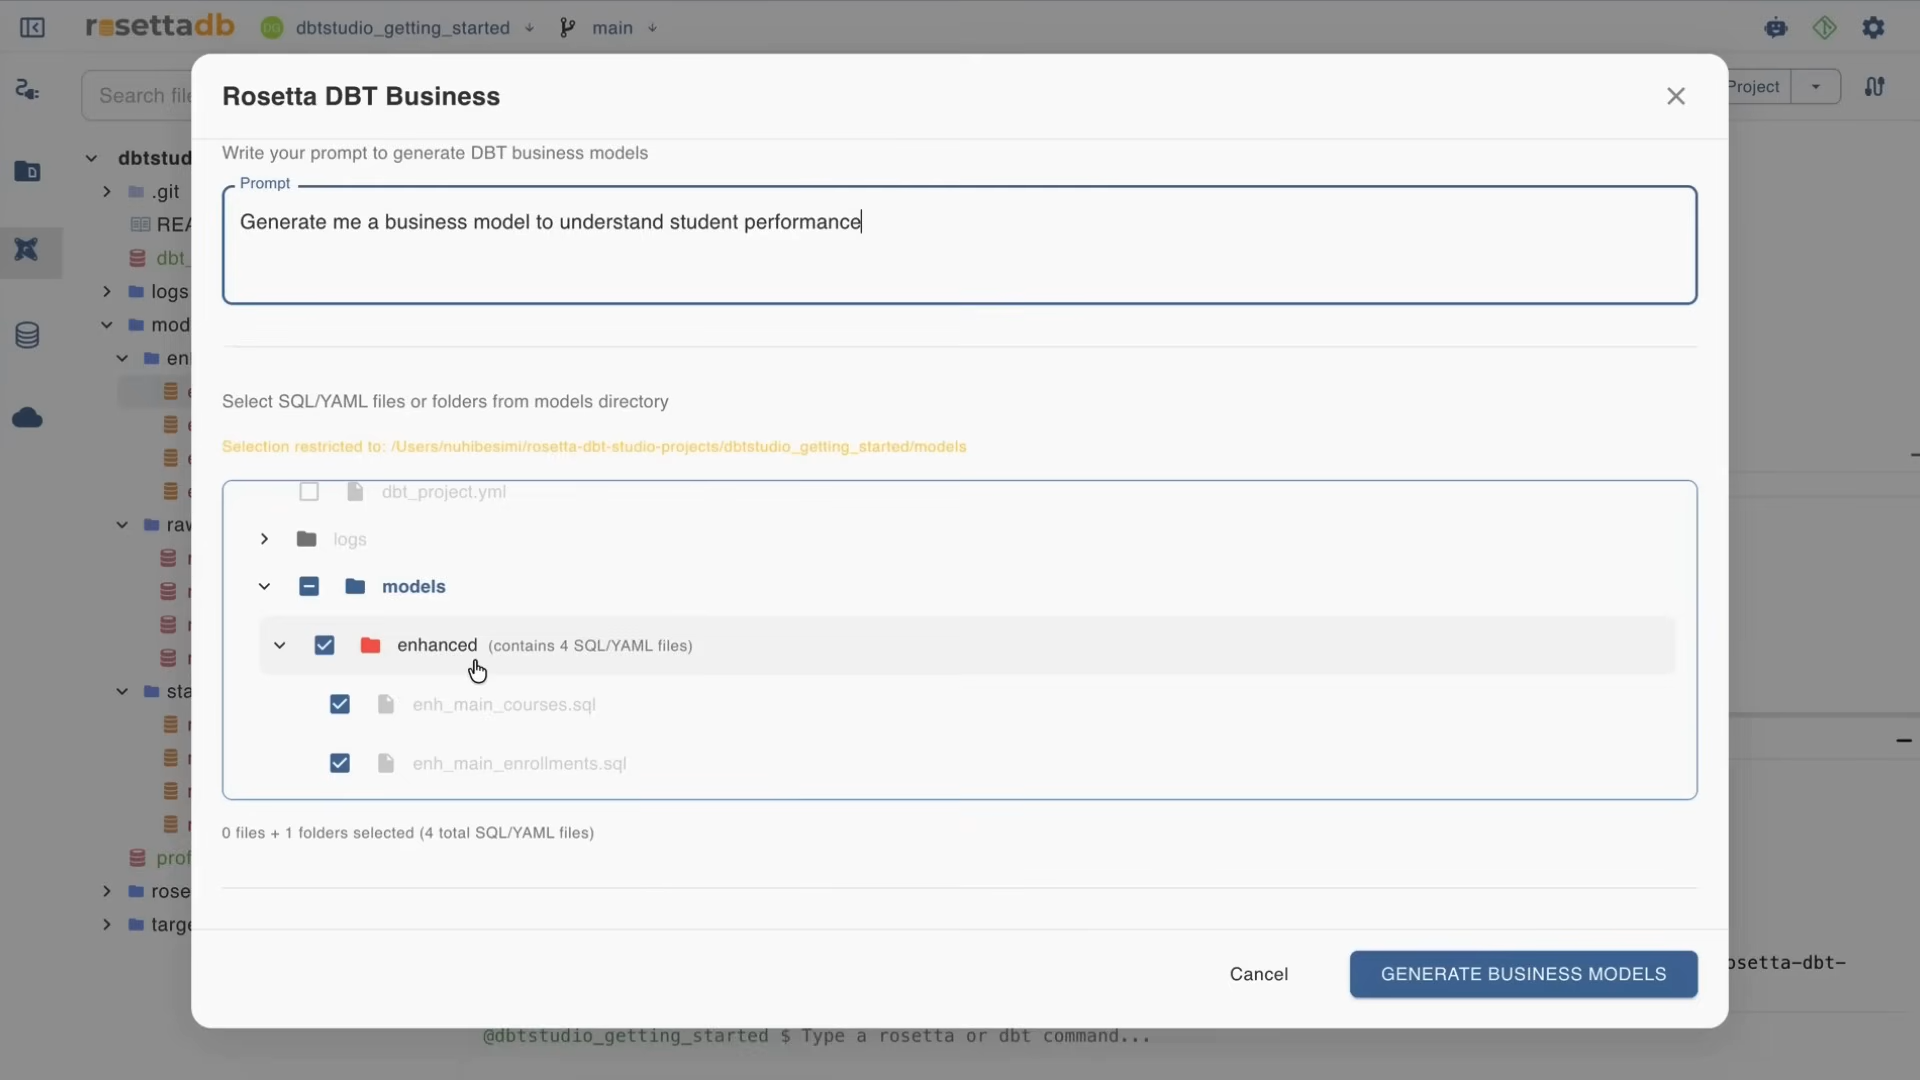 rosettadb
DG dbtstudio_getting_started
main
Search file
Project
Rosetta DBT Business
Write your prompt to generate DBT business models
Prompt
Generate me a business model to understand student performance
Select SQL/YAML files or folders from models directory
Selection restricted to: /Users/nuhibesimi/rosetta-dbt-studio-projects/dbtstudio_getting_started/models
dbt_project.yml
logs
models
enhanced (contains 4 SQL/YAML files)
enh_main_courses.sql
enh_main_enrollments.sql
0 files + 1 folders selected (4 total SQL/YAML files)
Cancel
GENERATE BUSINESS MODELS
dbtstud
.git
REA
dbt_
logs
mod
en
raw
sta
prof
rose
targe
osetta-dbt-
@dbtstudio_getting_started $ Type a rosetta or dbt command...